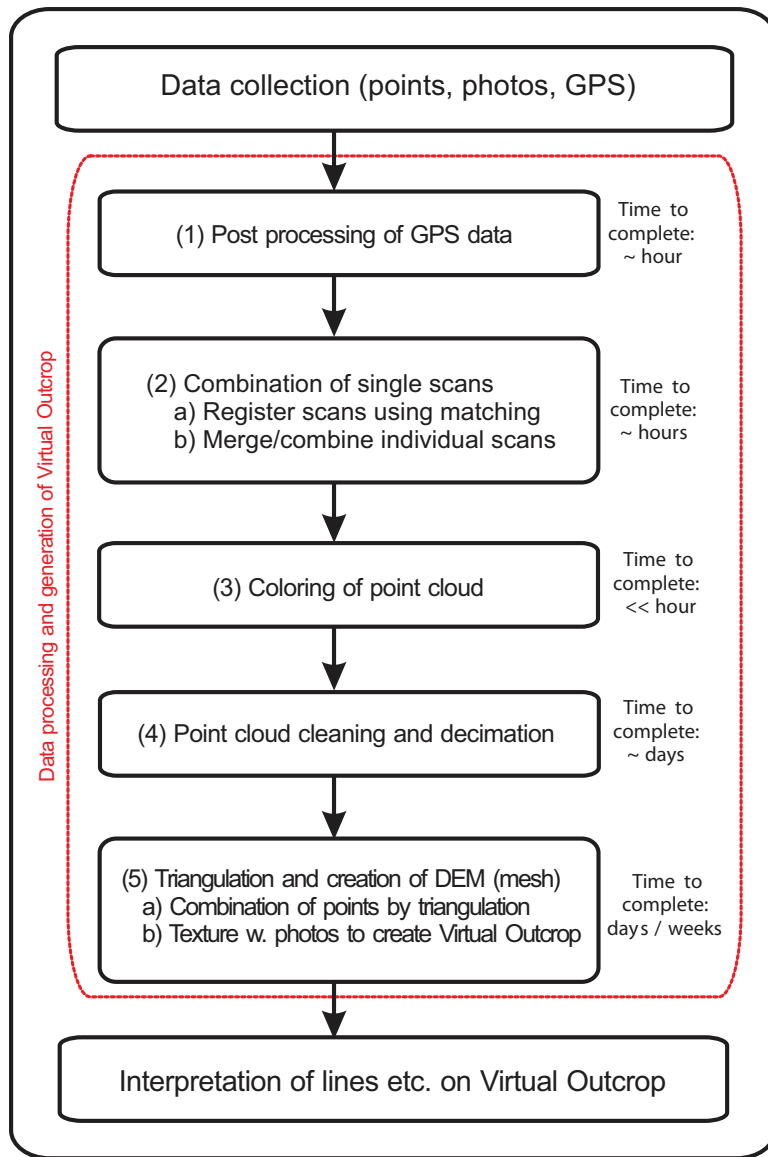 Data collection (points, photos, GPS)
(1) Post processing of GPS data
Time to
complete:
~ hour
(2) Combination of single scans
a) Register scans using matching
b) Merge/combine individual scans
Time to
complete:
~ hours
(3) Coloring of point cloud
Time to
complete:
<< hour
(4) Point cloud cleaning and decimation
Time to
complete:
~ days
(5) Triangulation and creation of DEM (mesh)
a) Combination of points by triangulation
b) Texture w. photos to create Virtual Outcrop
Time to
complete:
days / weeks
Data processing and generation of Virtual Outcrop
Interpretation of lines etc. on Virtual Outcrop